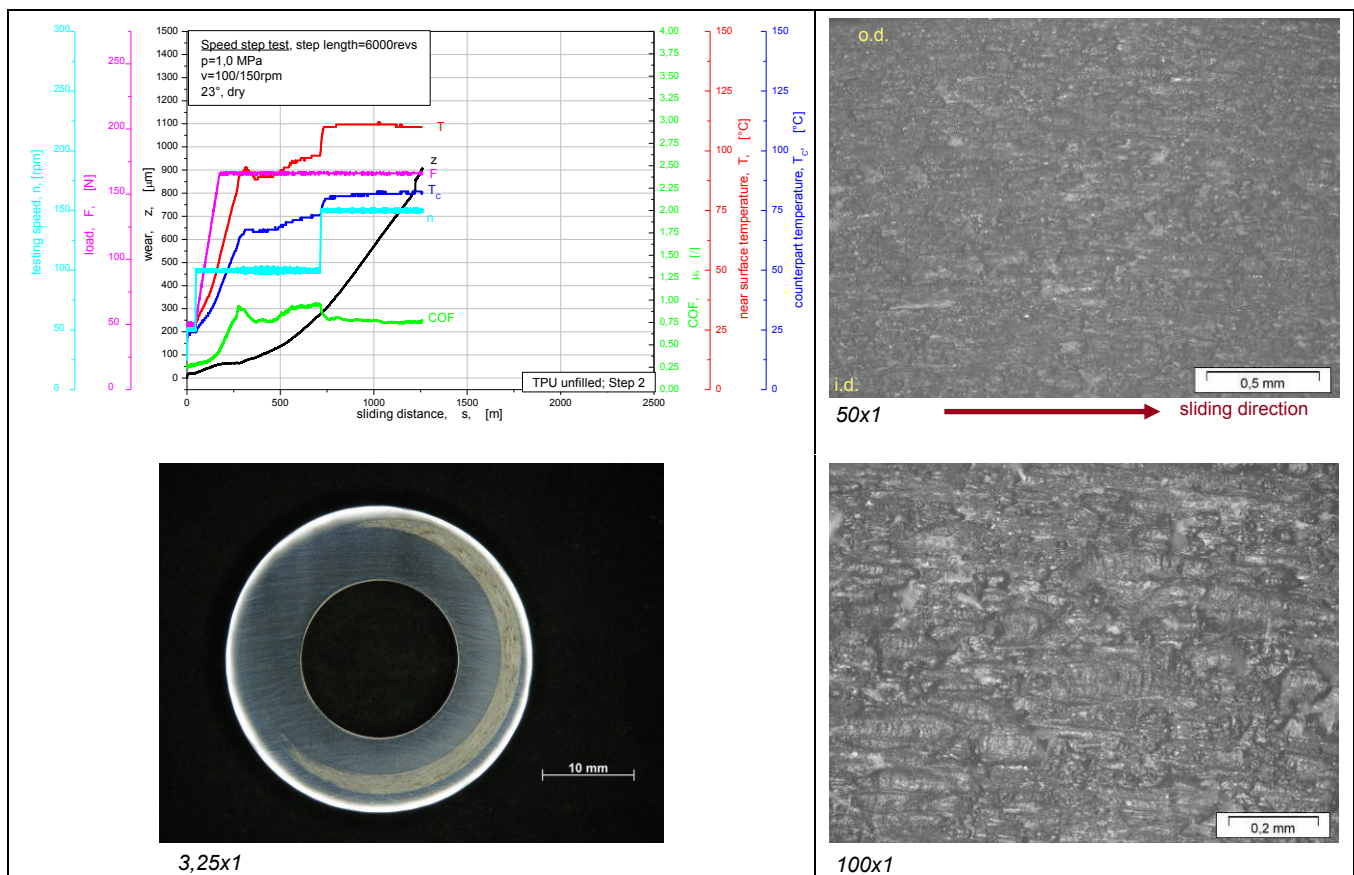 Speed step test, step length=6000revs
p=1,0 MPa
v=100/150rpm
23°, dry
testing speed, n, [rpm]
0
50
100
150
200
250
300
load, F, [N]
0
50
100
150
200
250
wear, z, [µm]
0
100
200
300
400
500
600
700
800
900
1000
1100
1200
1300
1400
1500
T
z
F
Tc
n
COF
TPU unfilled; Step 2
0
500
1000
1500
2000
2500
sliding distance, s, [m]
COF, µ, [/]
0,00
0,25
0,50
0,75
1,00
1,25
1,50
1,75
2,00
2,25
2,50
2,75
3,00
3,25
3,50
3,75
4,00
near surface temperature, T, [°C]
0
25
50
75
100
125
150
counterpart temperature, Tc, [°C]
0
25
50
75
100
125
150
o.d.
i.d.
0,5 mm
50x1
sliding direction
10 mm
3,25x1
0,2 mm
100x1